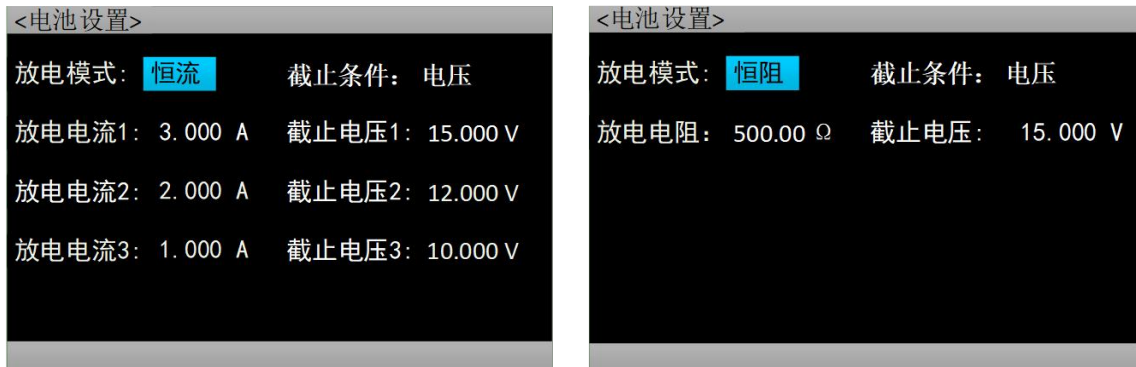 <电池设置>
放电模式: 恒流 截止条件: 电压
放电电流1: 3.000 A 截止电压1: 15.000 V
放电电流2: 2.000 A 截止电压2: 12.000 V
放电电流3: 1.000 A 截止电压3: 10.000 V
<电池设置>
放电模式: 恒阻 截止条件: 电压
放电电阻: 500.00 Ω 截止电压: 15.000 V